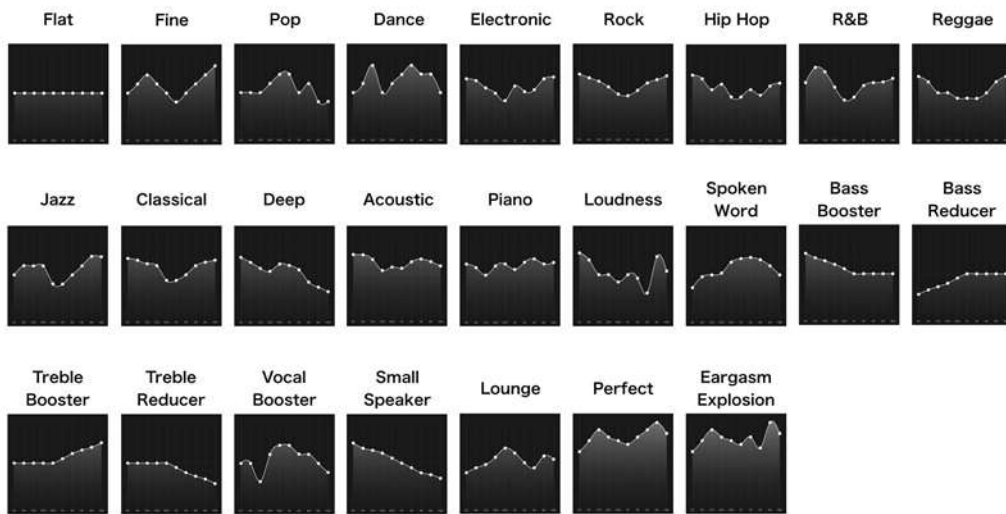 Flat Fine Pop Dance Electronic Rock Hip Hop R&B Reggae
Jazz Classical Deep Acoustic Piano Loudness Spoken Word Bass Booster Bass Reducer
Treble Booster Treble Reducer Vocal Booster Small Speaker Lounge Perfect Eargasm Explosion